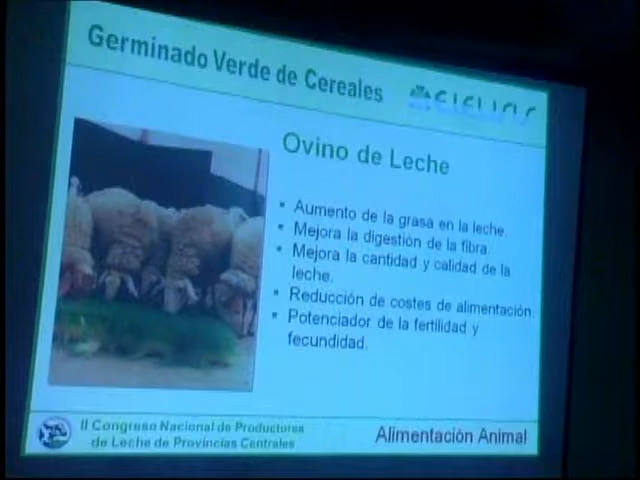 Germinado Verde de Cereales
Ovino de Leche
▪ Aumento de la grasa en la leche.
▪ Mejora la digestión de la fibra.
▪ Mejora la cantidad y calidad de la
leche.
▪ Reducción de costes de alimentación.
▪ Potenciador de la fertilidad y
fecundidad.
II Congreso Nacional de Productores
de Leche de Provincias Centrales
Alimentación Animal